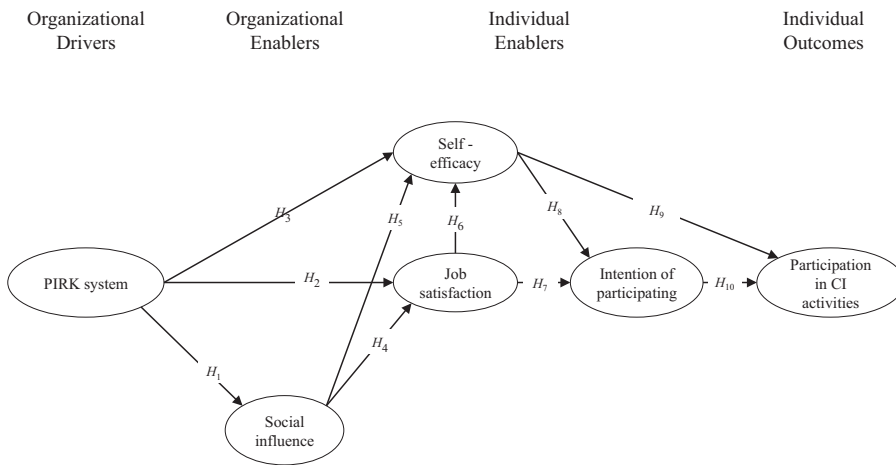 Organizational
Drivers
Organizational
Enablers
Individual
Enablers
Individual
Outcomes
Self -
efficacy
H3
H5
H6
H8
H9
PIRK system
H2
Job
satisfaction
H7
Intention of
participating
H10
Participation
in CI
activities
H4
H1
Social
influence